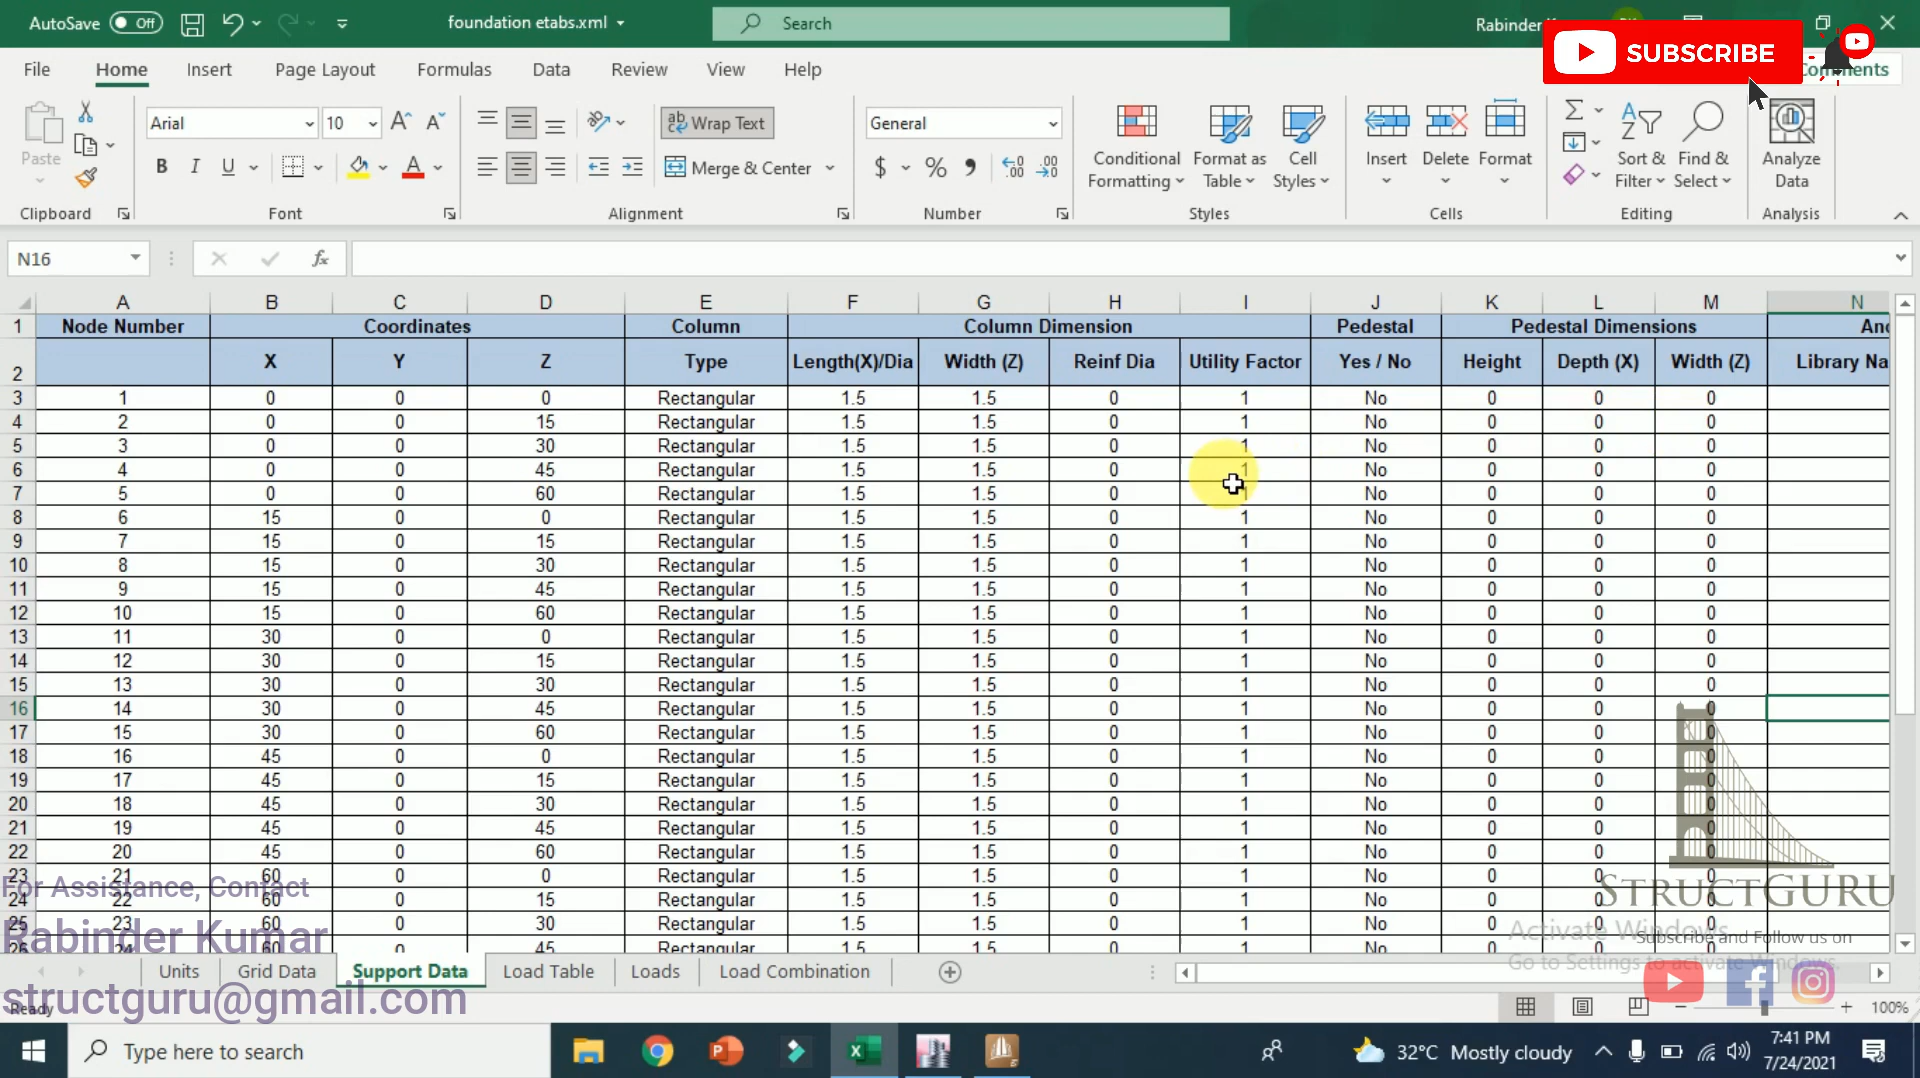 AutoSave Off foundation etabs.xml Search Rabinder
SUBSCRIBE
File Home Insert Page Layout Formulas Data Review View Help Comments
Arial 10 Wrap Text General
Paste B I U Merge & Center $ % Conditional Formatting Format as Table Cell Styles Insert Delete Format Sort & Filter Find & Select Analyze Data
Clipboard Font Alignment Number Styles Cells Editing Analysis
N16 fx
A B C D E F G H I J K L M N
1 Node Number Coordinates Column Column Dimension Pedestal Pedestal Dimensions Anc
2 X Y Z Type Length(X)/Dia Width (Z) Reinf Dia Utility Factor Yes / No Height Depth (X) Width (Z) Library Na
3 1 0 0 0 Rectangular 1.5 1.5 0 1 No 0 0 0
4 2 0 0 15 Rectangular 1.5 1.5 0 1 No 0 0 0
5 3 0 0 30 Rectangular 1.5 1.5 0 1 No 0 0 0
6 4 0 0 45 Rectangular 1.5 1.5 0 1 No 0 0 0
7 5 0 0 60 Rectangular 1.5 1.5 0 1 No 0 0 0
8 6 15 0 0 Rectangular 1.5 1.5 0 1 No 0 0 0
9 7 15 0 15 Rectangular 1.5 1.5 0 1 No 0 0 0
10 8 15 0 30 Rectangular 1.5 1.5 0 1 No 0 0 0
11 9 15 0 45 Rectangular 1.5 1.5 0 1 No 0 0 0
12 10 15 0 60 Rectangular 1.5 1.5 0 1 No 0 0 0
13 11 30 0 0 Rectangular 1.5 1.5 0 1 No 0 0 0
14 12 30 0 15 Rectangular 1.5 1.5 0 1 No 0 0 0
15 13 30 0 30 Rectangular 1.5 1.5 0 1 No 0 0 0
16 14 30 0 45 Rectangular 1.5 1.5 0 1 No 0 0 0
17 15 30 0 60 Rectangular 1.5 1.5 0 1 No 0 0 0
18 16 45 0 0 Rectangular 1.5 1.5 0 1 No 0 0 0
19 17 45 0 15 Rectangular 1.5 1.5 0 1 No 0 0 0
20 18 45 0 30 Rectangular 1.5 1.5 0 1 No 0 0 0
21 19 45 0 45 Rectangular 1.5 1.5 0 1 No 0 0 0
22 20 45 0 60 Rectangular 1.5 1.5 0 1 No 0 0 0
23 21 60 0 0 Rectangular 1.5 1.5 0 1 No 0 0 0
For Assistance, Contact
24 22 60 0 15 Rectangular 1.5 1.5 0 1 No 0 0 0
STRUCTGURU
25 23 60 0 30 Rectangular 1.5 1.5 0 1 No 0 0 0
Rabinder Kumar
Activate Windows
Subscribe and Follow us on
26 24 60 0 45 Rectangular 1.5 1.5 0 1 No 0 0 0
Go to Settings to activate Windows.
Units Grid Data Support Data Load Table Loads Load Combination
structguru@gmail.com
Ready 100%
Type here to search 32°C Mostly cloudy 7:41 PM
7/24/2021